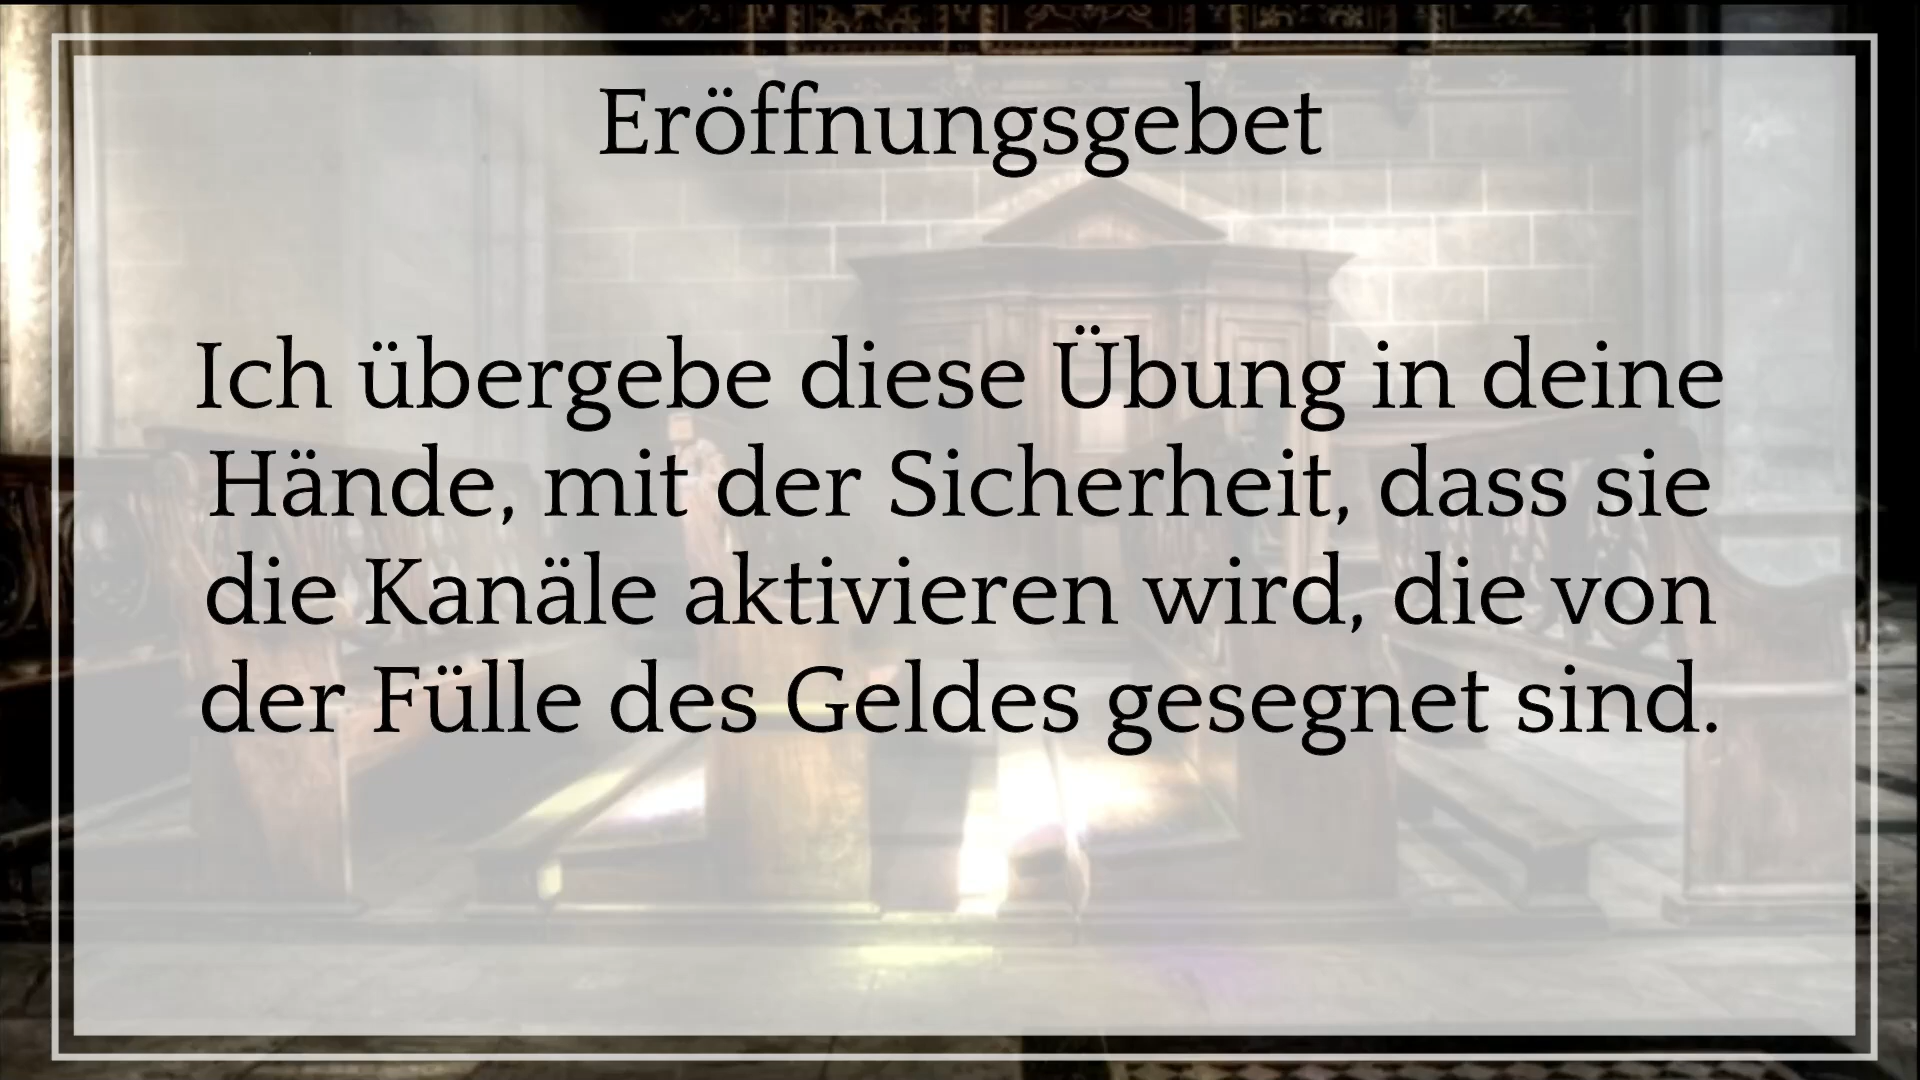 Eröffnungsgebet
Ich übergebe diese Übung in deine
Hände, mit der Sicherheit, dass sie
die Kanäle aktivieren wird, die von
der Fülle des Geldes gesegnet sind.